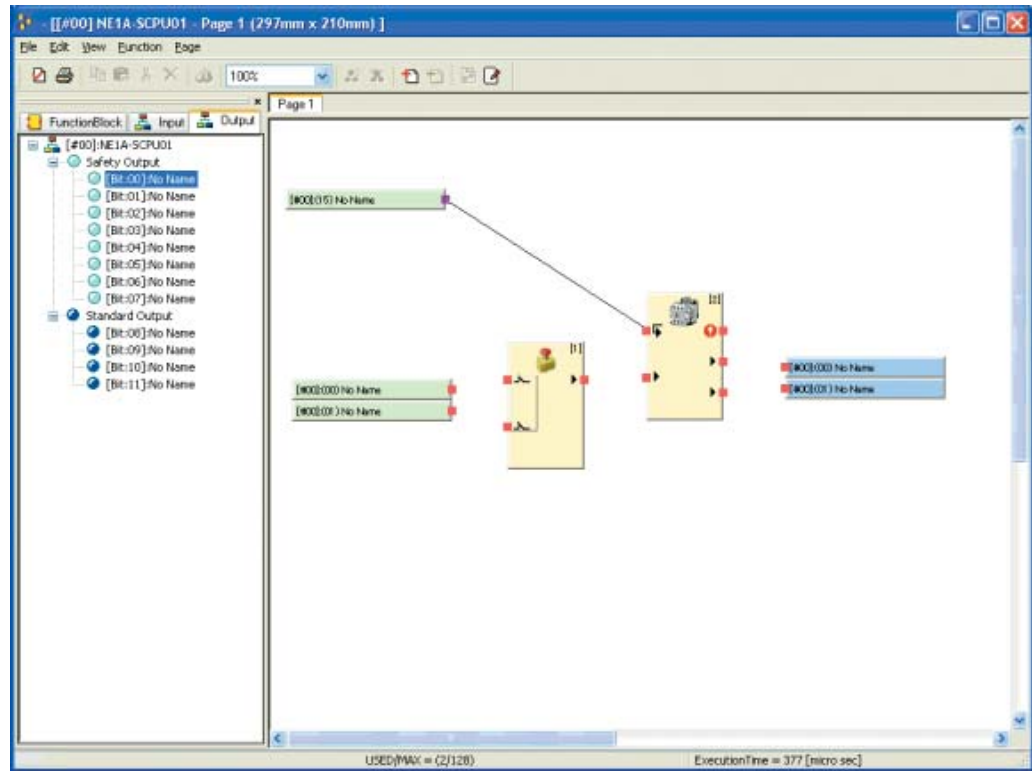 - [[#00] NE1A-SCPU01 - Page 1 (297mm x 210mm) ]
File Edit View Function Page
100%
Page 1
FunctionBlock Input Output
[#00]:NE1A-SCPU01
Safety Output
[Bit:00]:No Name
[Bit:01]:No Name
[Bit:02]:No Name
[Bit:03]:No Name
[Bit:04]:No Name
[Bit:05]:No Name
[Bit:06]:No Name
[Bit:07]:No Name
Standard Output
[Bit:08]:No Name
[Bit:09]:No Name
[Bit:10]:No Name
[Bit:11]:No Name
[#00]:(15) No Name
[2]
[1]
[#00]:(00) No Name
[#00]:(01) No Name
[#00]:(00) No Name
[#00]:(01) No Name
USED/MAX = (2/128)
ExecutionTime = 377 [micro sec]